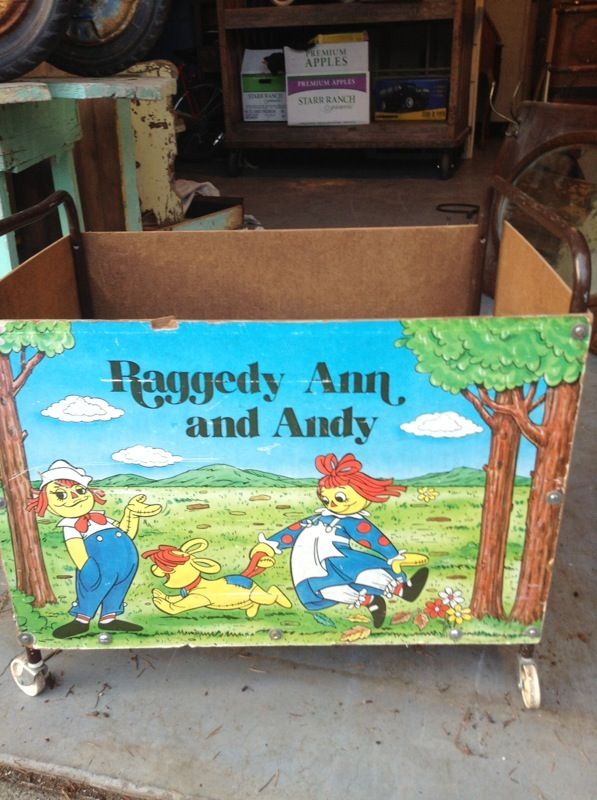 PREMIUM
APPLES
PREMIUM APPLES
STARR RANCH
STARR RANCH
Raggedy Ann
and Andy